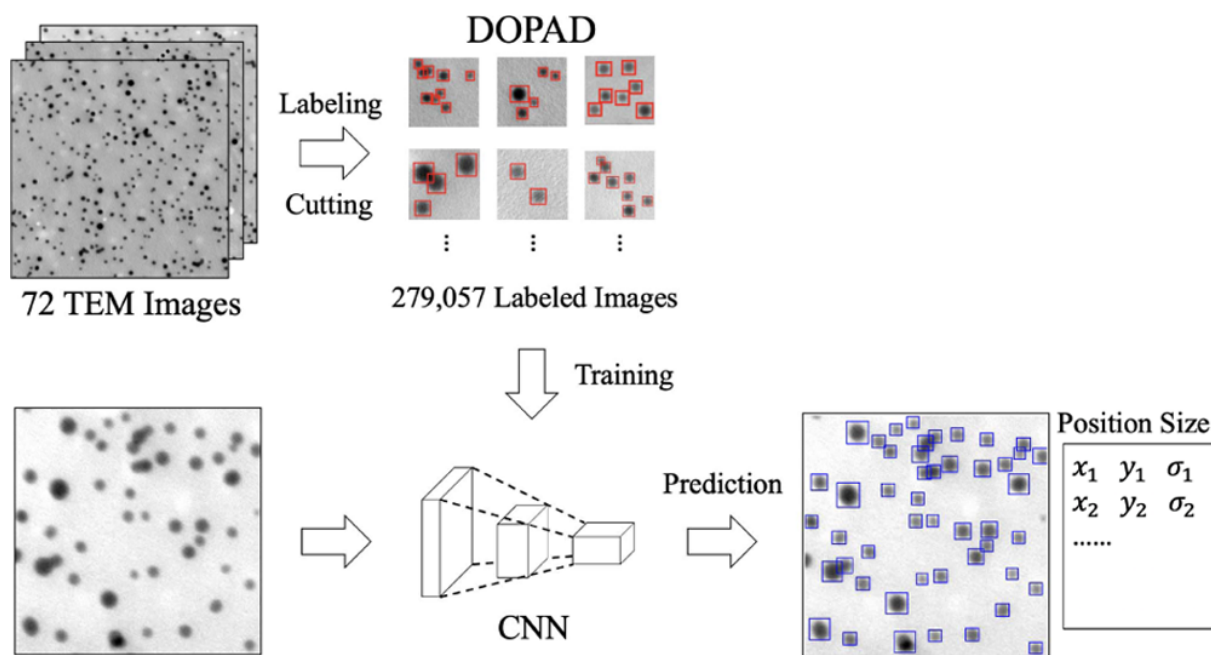 DOPAD
Labeling
Cutting
72 TEM Images
279,057 Labeled Images
Training
CNN
Prediction
Position Size
x₁ y₁ σ₁
x₂ y₂ σ₂
......